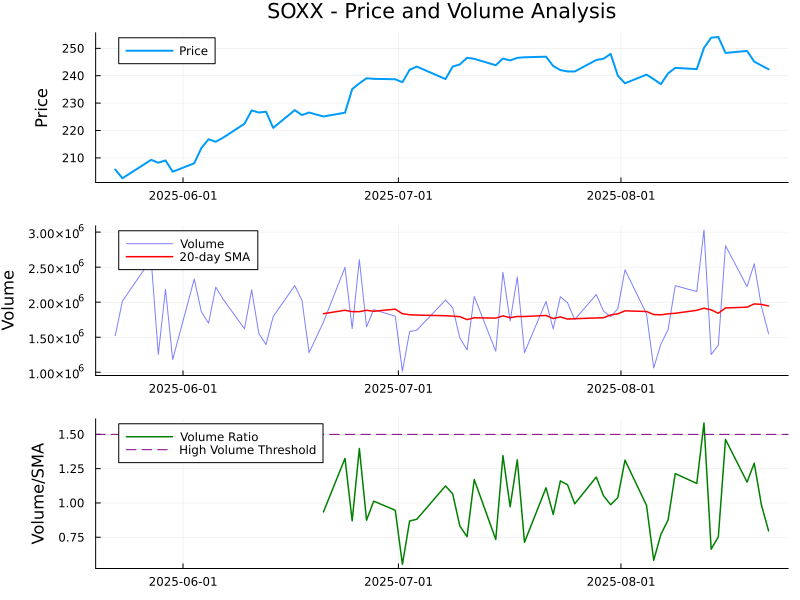 SOXX - Price and Volume Analysis
Price
250
240
230
220
210
Price
2025-06-01
2025-07-01
2025-08-01
Volume
20-day SMA
3.00×10⁶
2.50×10⁶
2.00×10⁶
1.50×10⁶
1.00×10⁶
Volume
2025-06-01
2025-07-01
2025-08-01
Volume Ratio
High Volume Threshold
1.50
1.25
1.00
0.75
Volume/SMA
2025-06-01
2025-07-01
2025-08-01